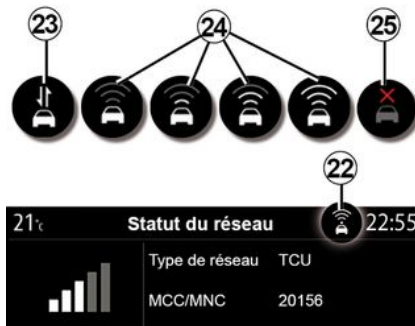 23
24
25
22
21°c Statut du réseau 22:55
Type de réseau TCU
MCC/MNC 20156